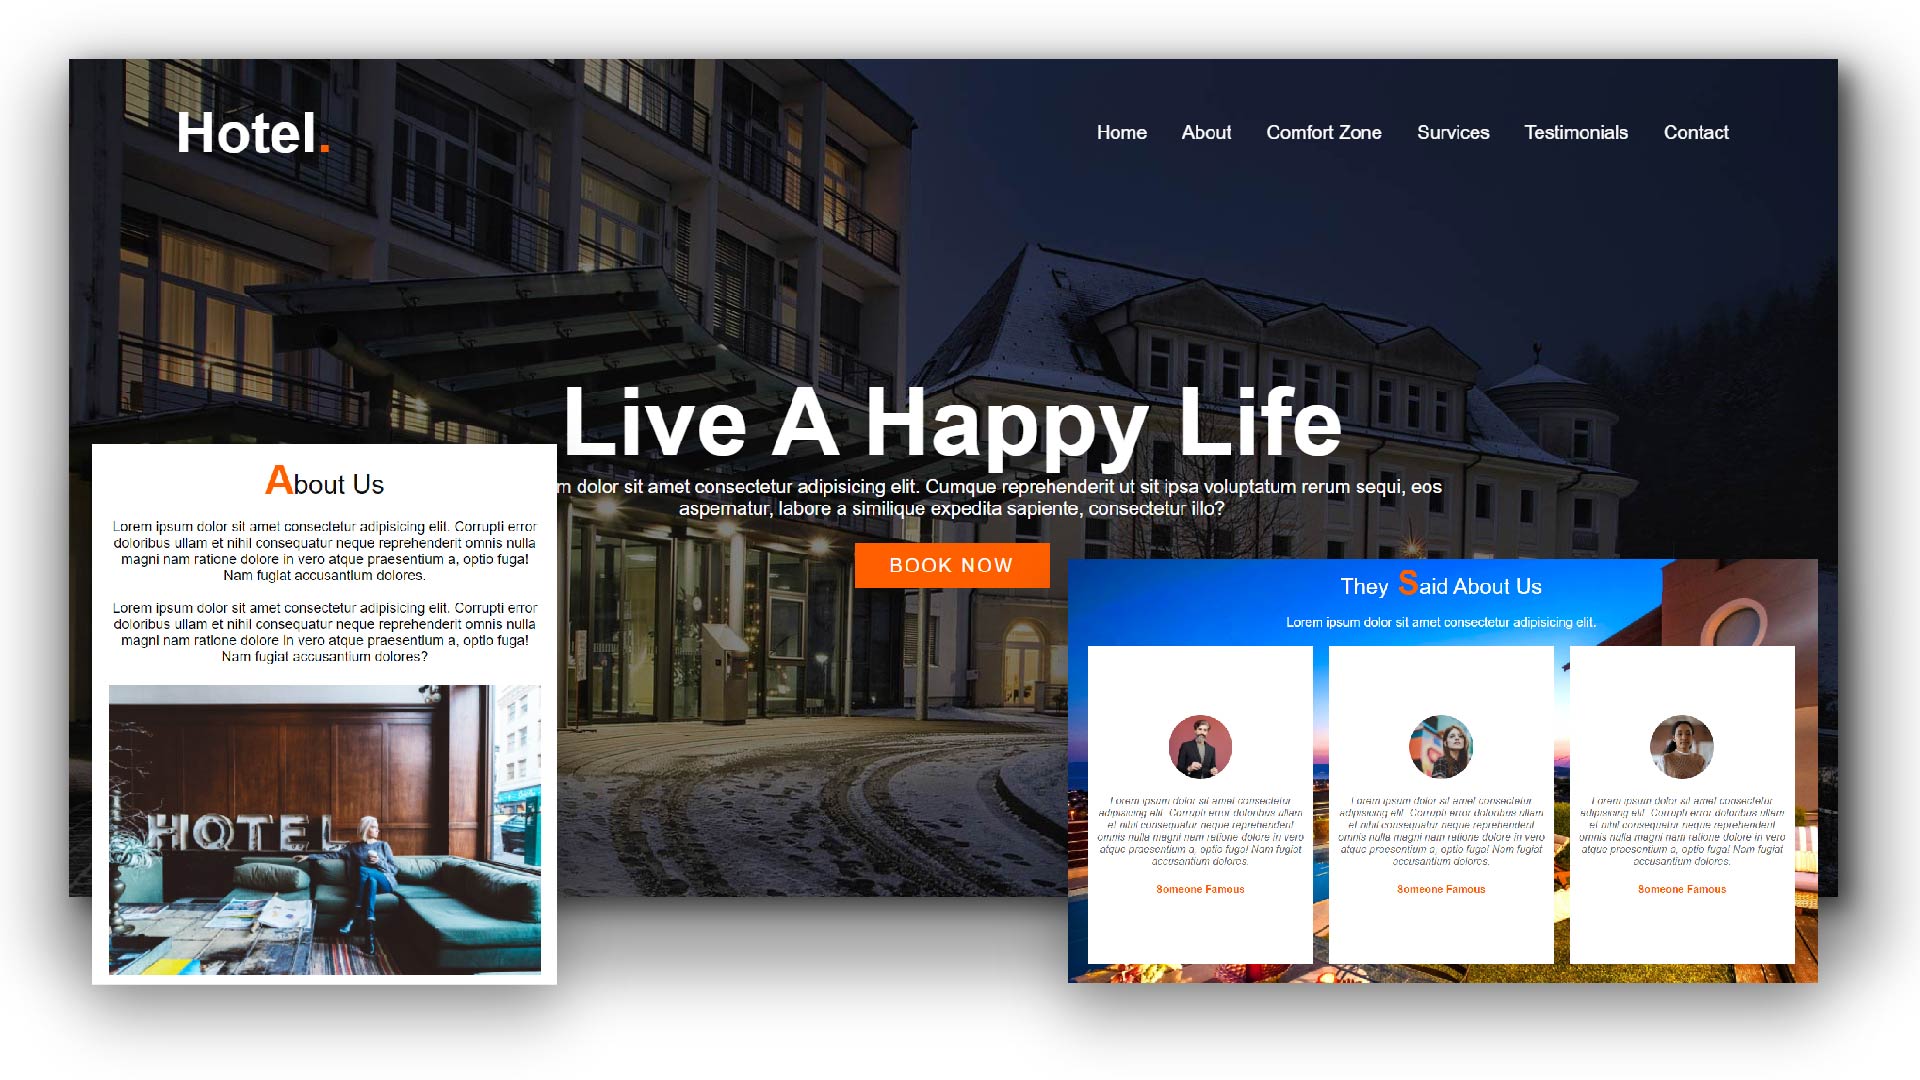 Hotel.
Home About Comfort Zone Survices Testimonials Contact
Live A Happy Life
dolor sit amet consectetur adipisicing elit. Cumque reprehenderit ut sit ipsa voluptatum rerum sequi, eos
aspernatur, labore a similique expedita sapiente, consectetur illo?
BOOK NOW
About Us
Lorem ipsum dolor sit amet consectetur adipisicing elit. Corrupti error
doloribus ullam et nihil consequatur neque reprehenderit omnis nulla
magni nam ratione dolore in vero atque praesentium a, optio fuga!
Nam fugiat accusantium dolores.
Lorem ipsum dolor sit amet consectetur adipisicing elit. Corrupti error
doloribus ullam et nihil consequatur neque reprehenderit omnis nulla
magni nam ratione dolore in vero atque praesentium a, optio fuga!
Nam fugiat accusantium dolores?
HOTEL
They Said About Us
Lorem ipsum dolor sit amet consectetur adipisicing elit.
Lorem ipsum dolor sit amet consectetur
adipisicing elit. Corrupti error doloribus ullam
et nihil consequatur neque reprehenderit
omnis nulla magni nam ratione dolore in vero
atque praesentium a, optio fuga! Nam fugiat
accusantium dolores.
Someone Famous
Lorem ipsum dolor sit amet consectetur
adipisicing elit. Corrupti error doloribus ullam
et nihil consequatur neque reprehenderit
omnis nulla magni nam ratione dolore in vero
atque praesentium a, optio fuga! Nam fugiat
accusantium dolores.
Someone Famous
Lorem ipsum dolor sit amet consectetur
adipisicing elit. Corrupti error doloribus ullam
et nihil consequatur neque reprehenderit
omnis nulla magni nam ratione dolore in vero
atque praesentium a, optio fuga! Nam fugiat
accusantium dolores.
Someone Famous